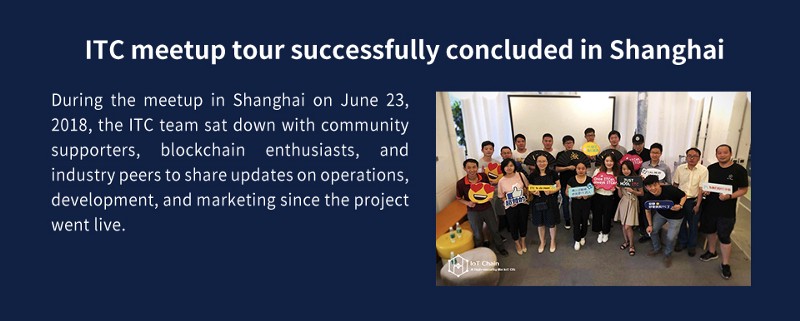 ITC meetup tour successfully concluded in Shanghai
During the meetup in Shanghai on June 23,
2018, the ITC team sat down with community
supporters, blockchain enthusiasts, and
industry peers to share updates on operations,
development, and marketing since the project
went live.
IoT Chain